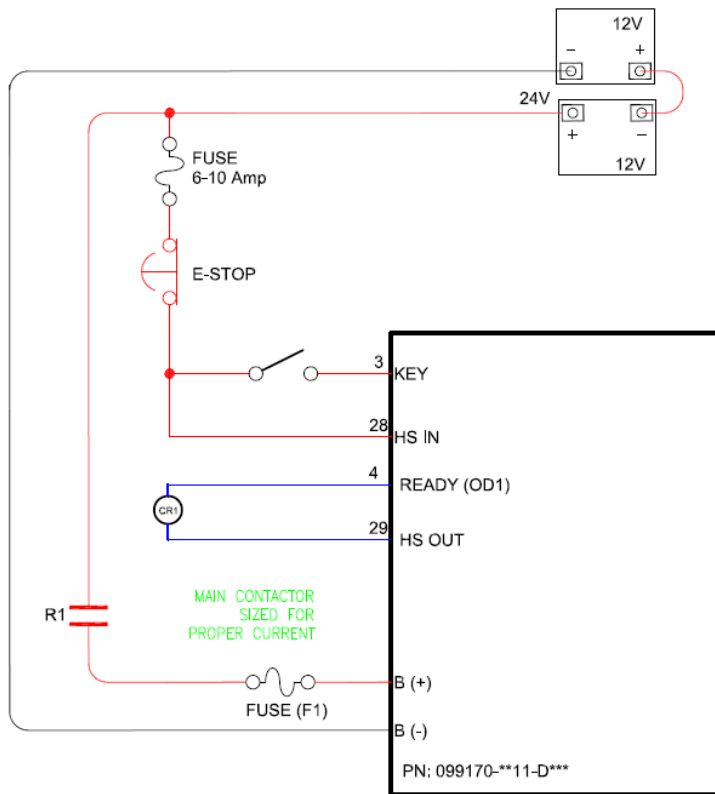 12V
- +
24V
+ -
12V
FUSE
6-10 Amp
E-STOP
3
KEY
28
HS IN
4
READY (OD1)
CR1
29
HS OUT
MAIN CONTACTOR
SIZED FOR
PROPER CURRENT
R1
B (+)
FUSE (F1)
B (-)
PN: 099170-**11-D***